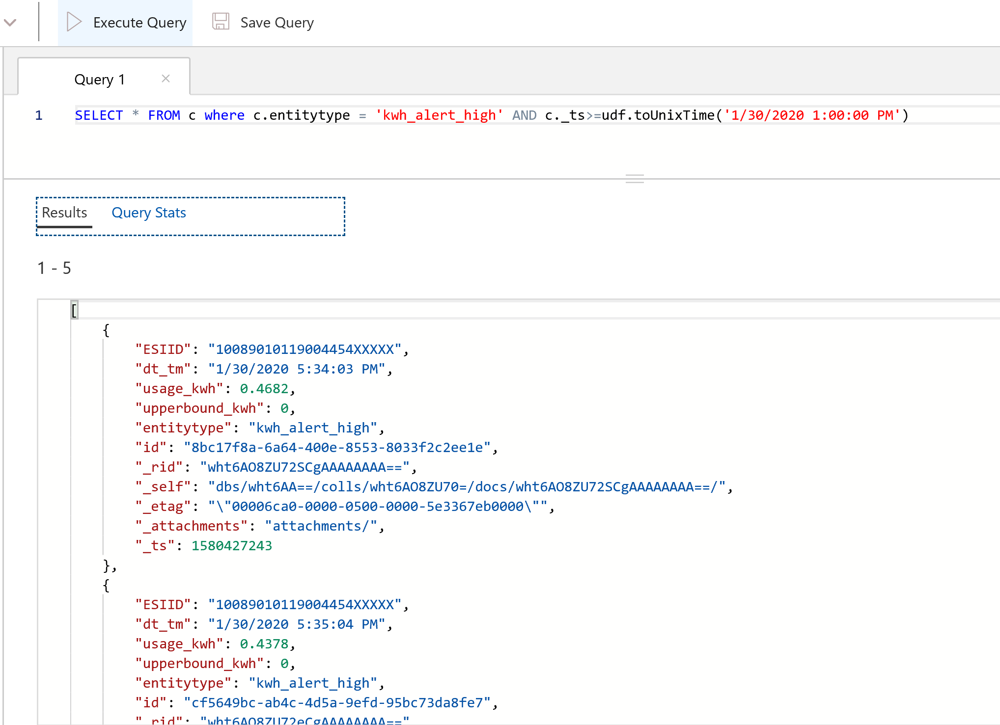 Execute Query Save Query
Query 1 ×
1 SELECT * FROM c where c.entitytype = 'kwh_alert_high' AND c._ts>=udf.toUnixTime('1/30/2020 1:00:00 PM')
Results Query Stats
1 - 5
[
{
"ESIID": "10089010119004454XXXXX",
"dt_tm": "1/30/2020 5:34:03 PM",
"usage_kwh": 0.4682,
"upperbound_kwh": 0,
"entitytype": "kwh_alert_high",
"id": "8bc17f8a-6a64-400e-8553-8033f2c2ee1e",
"_rid": "wht6AO8ZU72SCgAAAAAAAA==",
"_self": "dbs/wht6AA==/colls/wht6AO8ZU70=/docs/wht6AO8ZU72SCgAAAAAAAA==/",
"_etag": "\"00006ca0-0000-0500-0000-5e3367eb0000\"",
"_attachments": "attachments/",
"_ts": 1580427243
},
{
"ESIID": "10089010119004454XXXXX",
"dt_tm": "1/30/2020 5:35:04 PM",
"usage_kwh": 0.4378,
"upperbound_kwh": 0,
"entitytype": "kwh_alert_high",
"id": "cf5649bc-ab4c-4d5a-9efd-95bc73da8fe7",
"_rid": "wht6AO8ZU72eCgAAAAAAAA=="